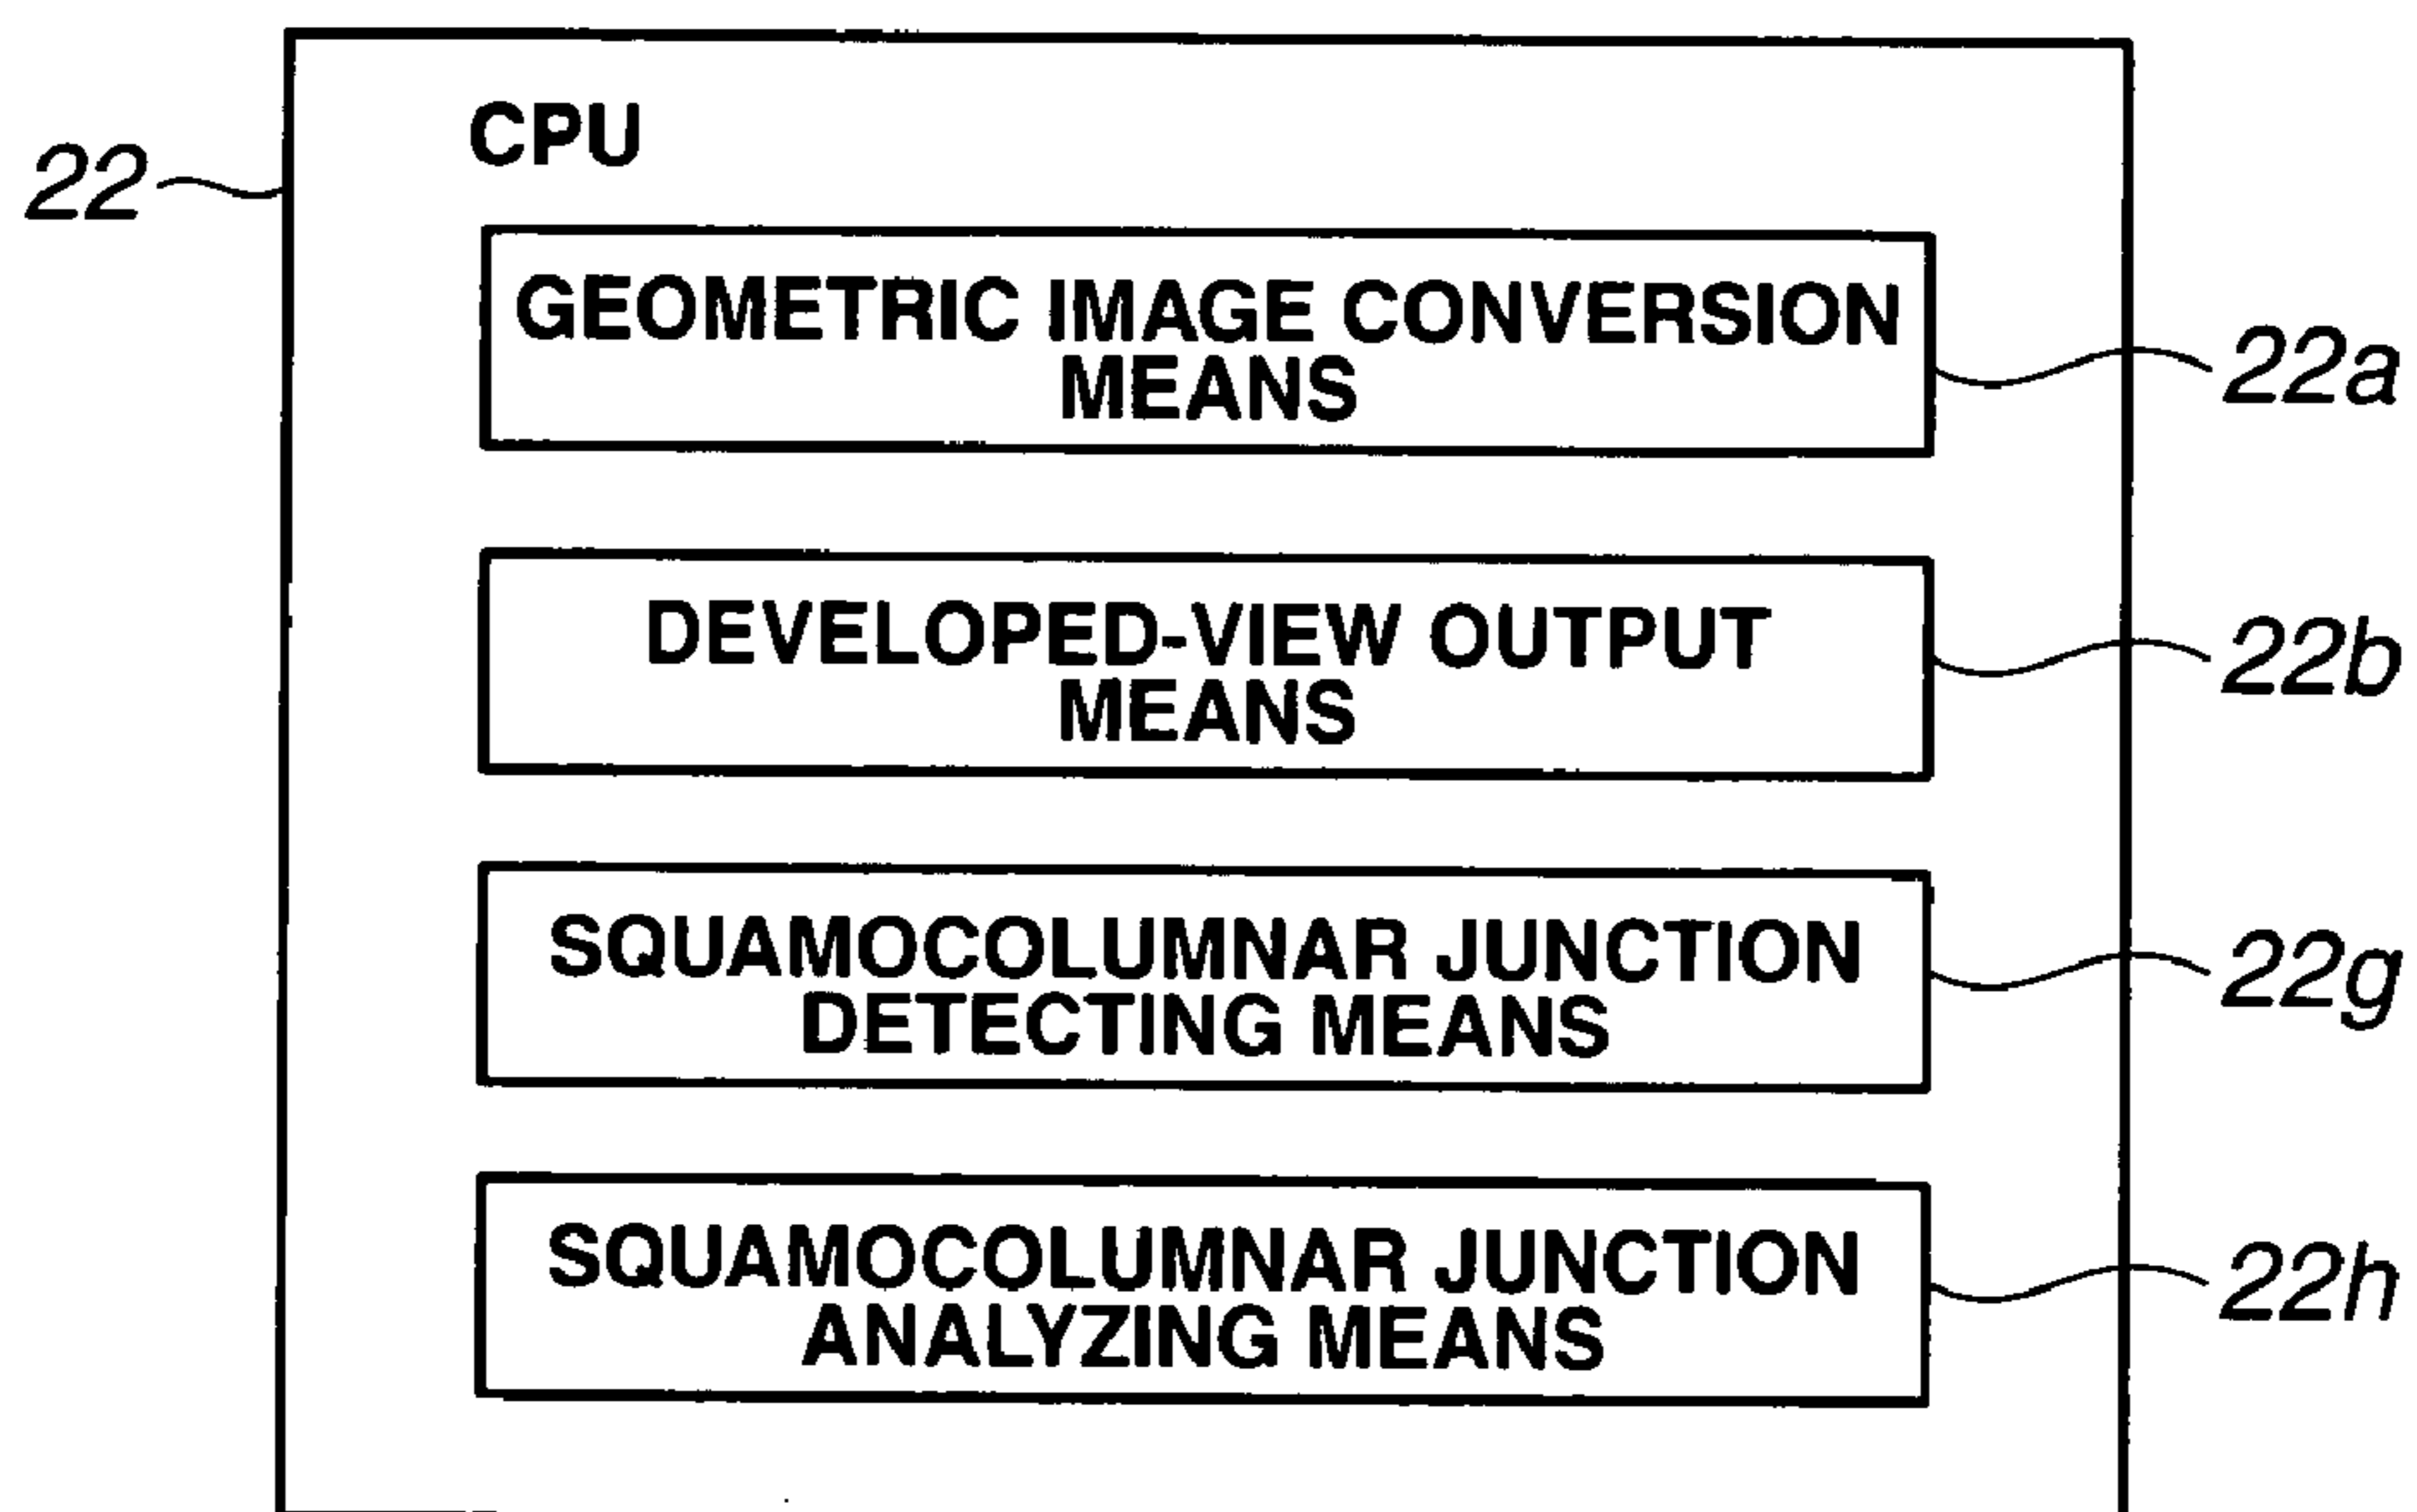 CPU
22
GEOMETRIC IMAGE CONVERSION
MEANS
22a
DEVELOPED-VIEW OUTPUT
MEANS
22b
SQUAMOCOLUMNAR JUNCTION
DETECTING MEANS
22g
SQUAMOCOLUMNAR JUNCTION
ANALYZING MEANS
22h